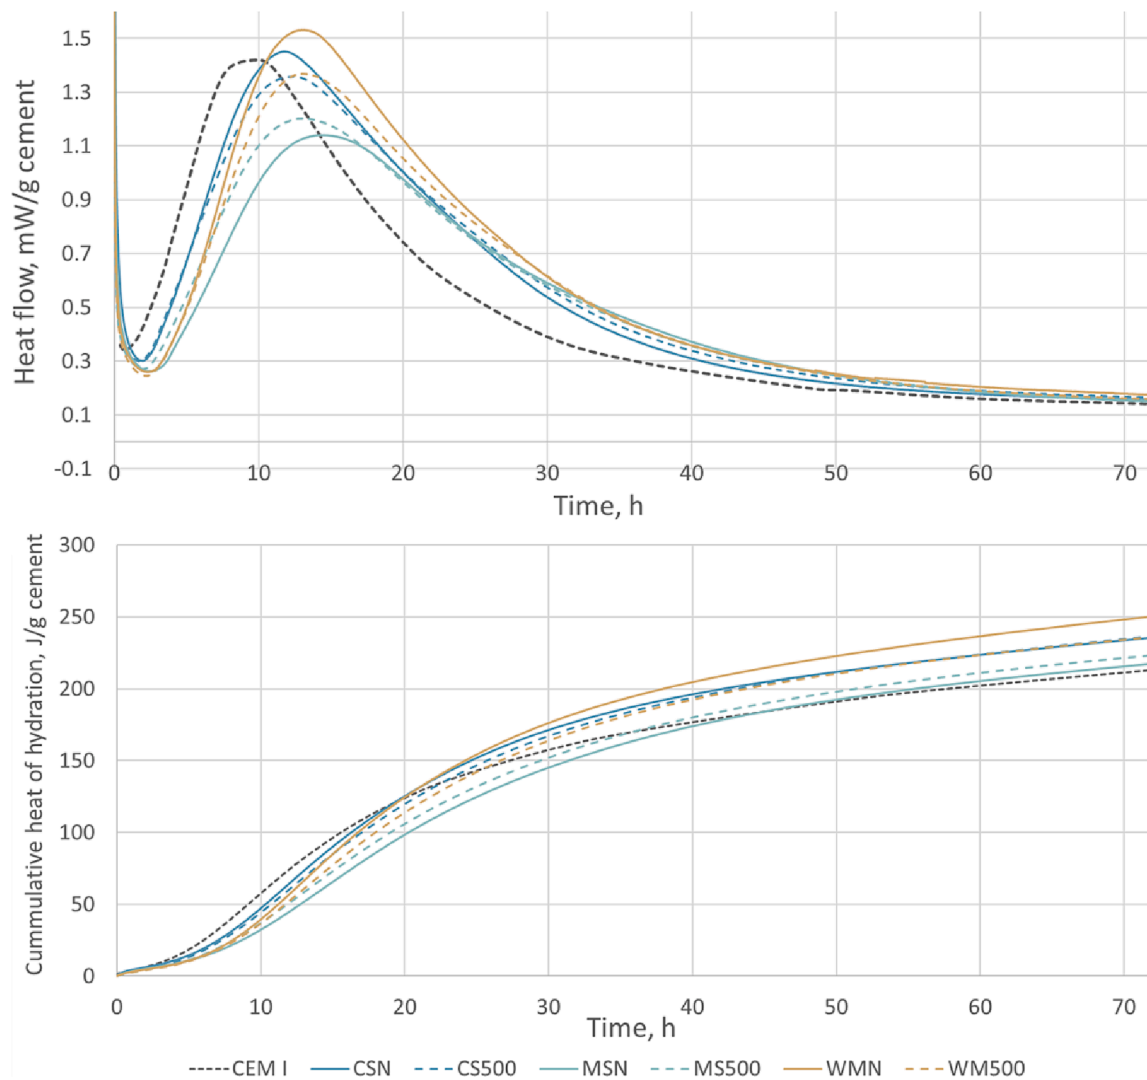 1.5
1.3
1.1
0.9
0.7
0.5
0.3
0.1
-0.1
Heat flow, mW/g cement
0 10 20 30 40 50 60 70
Time, h
300
250
200
150
100
50
0
Cummulative heat of hydration, J/g cement
0 10 20 30 40 50 60 70
Time, h
CEM I CSN CS500 MSN MS500 WMN WM500